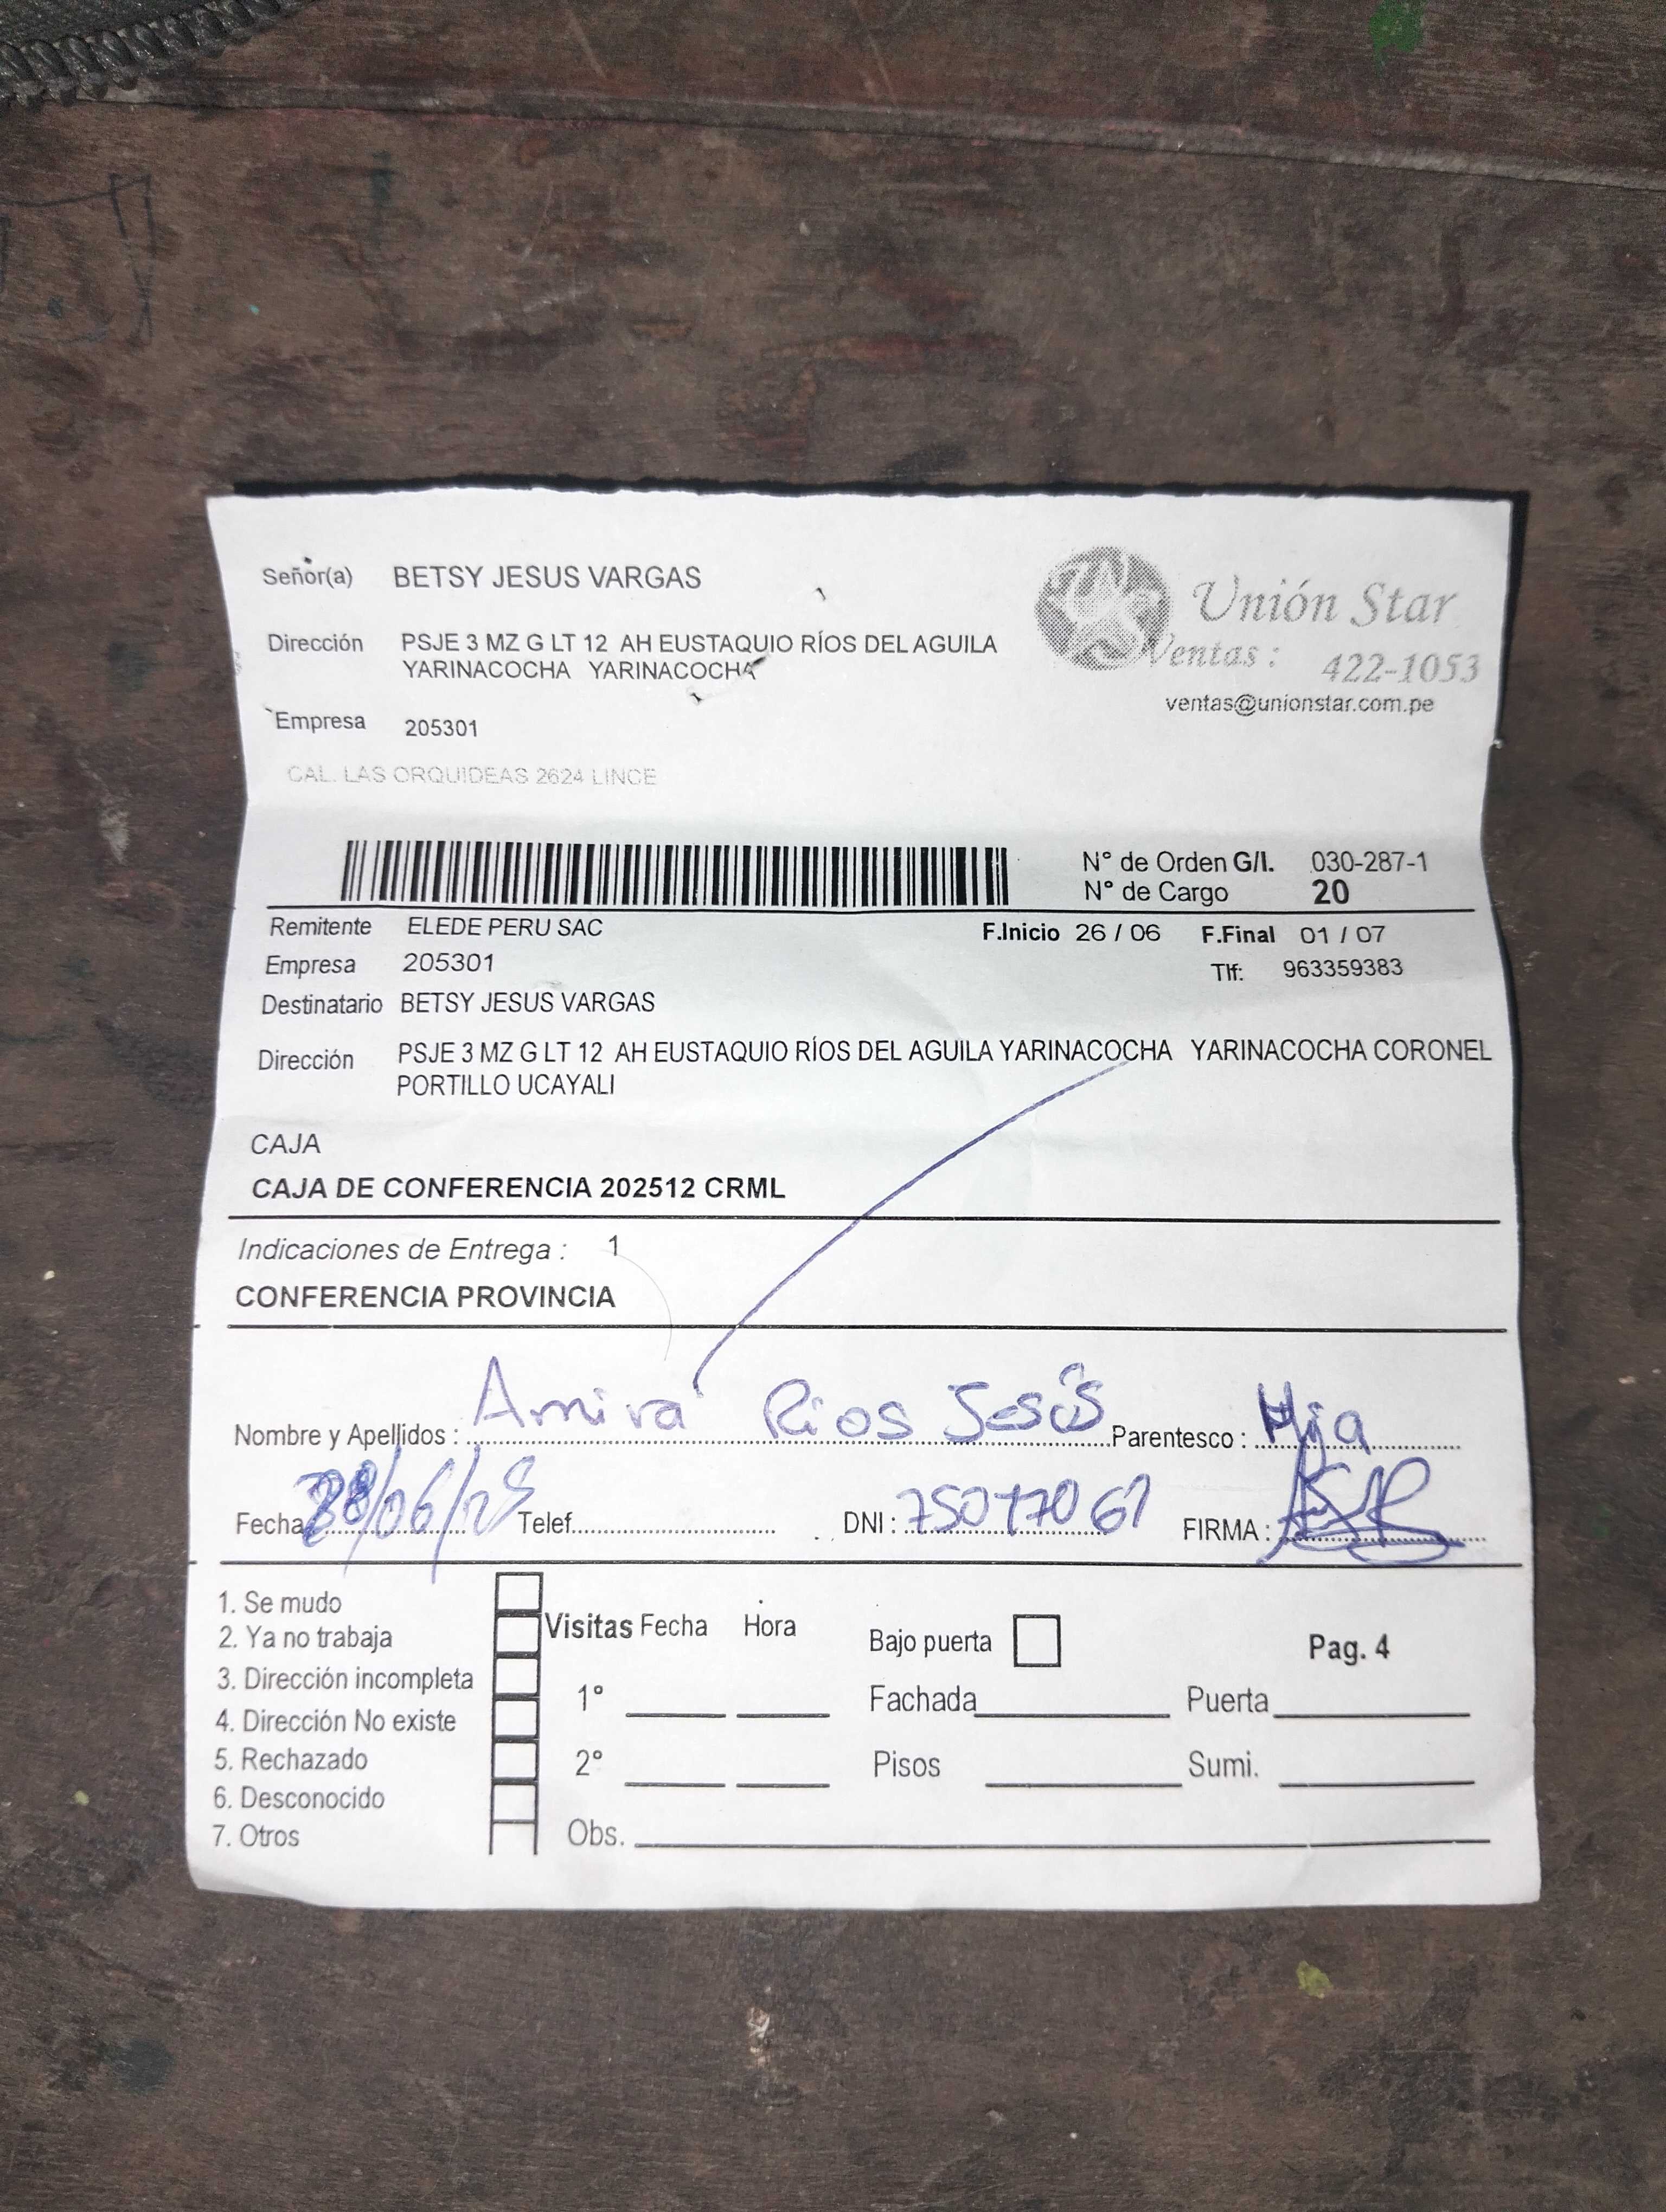 Señor(a) BETSY JESUS VARGAS
Unión Star
Dirección PSJE 3 MZ G LT 12 AH EUSTAQUIO RÍOS DEL AGUILA
YARINACOCHA YARINACOCHA
Ventas : 422-1053
ventas@unionstar.com.pe
Empresa 205301
CAL. LAS ORQUIDEAS 2624 LINCE
N° de Orden G/I. 030-287-1
N° de Cargo 20
Remitente ELEDE PERU SAC F.Inicio 26 / 06 F.Final 01 / 07
Empresa 205301 Tlf: 963359383
Destinatario BETSY JESUS VARGAS
Dirección PSJE 3 MZ G LT 12 AH EUSTAQUIO RÍOS DEL AGUILA YARINACOCHA YARINACOCHA CORONEL
PORTILLO UCAYALI
CAJA
CAJA DE CONFERENCIA 202512 CRML
Indicaciones de Entrega : 1
CONFERENCIA PROVINCIA
Nombre y Apellidos : Amira Rios Jesús Parentesco : Hija
Fecha 28/06/25 Telef. DNI : 75017061 FIRMA :
1. Se mudo
2. Ya no trabaja
3. Dirección incompleta
4. Dirección No existe
5. Rechazado
6. Desconocido
7. Otros
Visitas Fecha Hora Bajo puerta Pag. 4
1° Fachada Puerta
2° Pisos Sumi.
Obs.